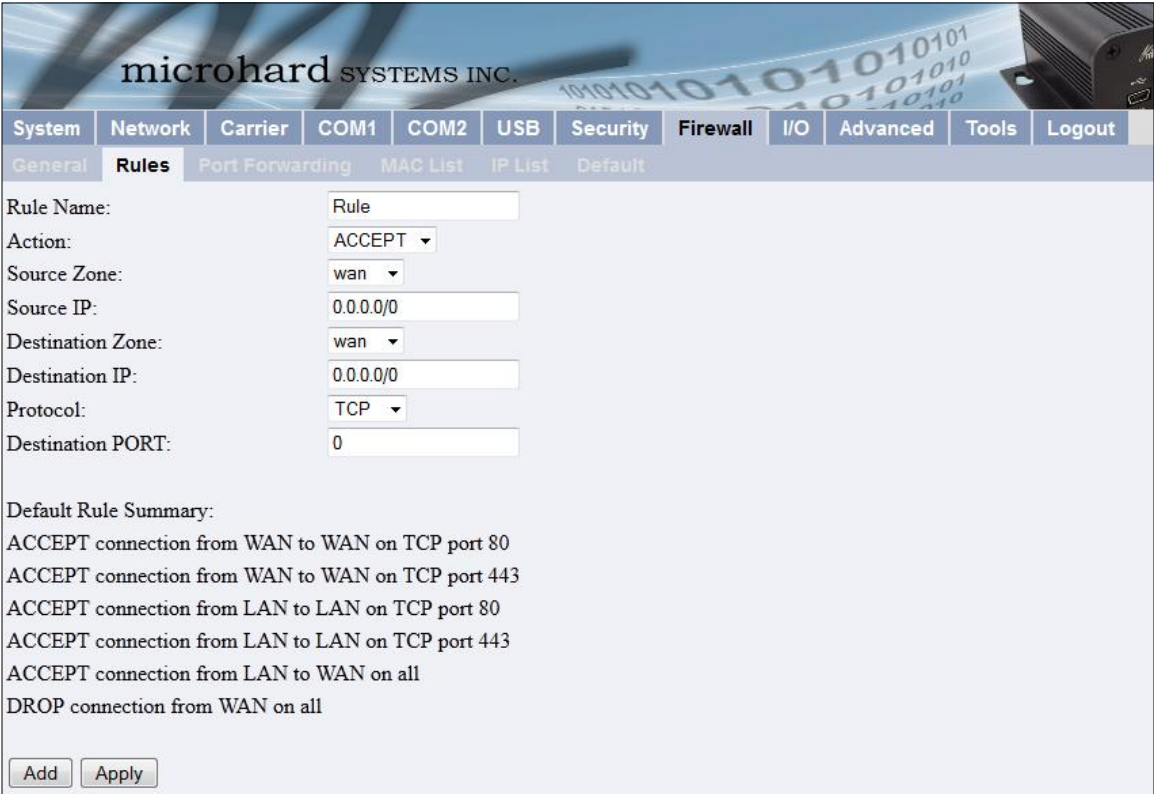 microhard SYSTEMS INC.
System Network Carrier COM1 COM2 USB Security Firewall I/O Advanced Tools Logout
General Rules Port Forwarding MAC List IP List Default
Rule Name: Rule
Action: ACCEPT
Source Zone: wan
Source IP: 0.0.0.0/0
Destination Zone: wan
Destination IP: 0.0.0.0/0
Protocol: TCP
Destination PORT: 0
Default Rule Summary:
ACCEPT connection from WAN to WAN on TCP port 80
ACCEPT connection from WAN to WAN on TCP port 443
ACCEPT connection from LAN to LAN on TCP port 80
ACCEPT connection from LAN to LAN on TCP port 443
ACCEPT connection from LAN to WAN on all
DROP connection from WAN on all
Add Apply